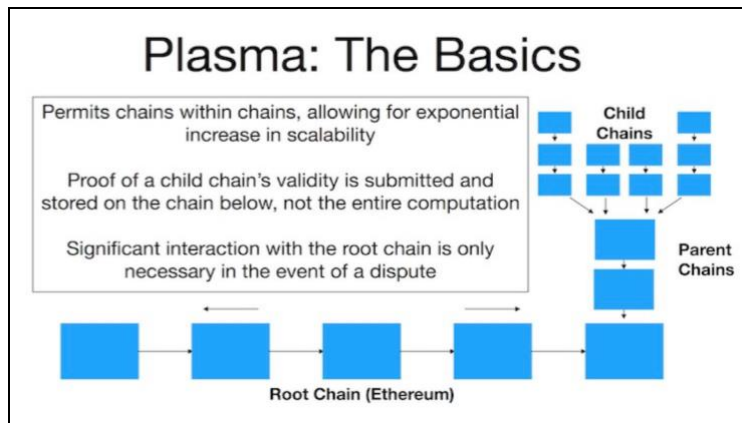 Plasma: The Basics
Permits chains within chains, allowing for exponential
increase in scalability
Proof of a child chain's validity is submitted and
stored on the chain below, not the entire computation
Significant interaction with the root chain is only
necessary in the event of a dispute
Child
Chains
Parent
Chains
Root Chain (Ethereum)